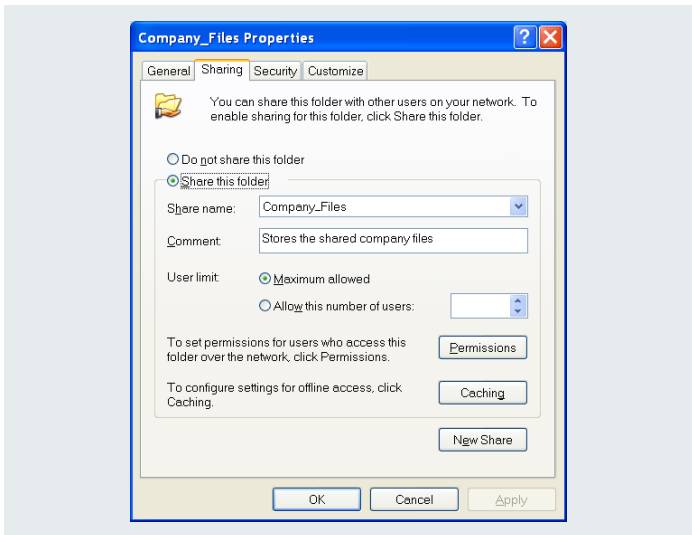 Company_Files Properties
General Sharing Security Customize
You can share this folder with other users on your network. To
enable sharing for this folder, click Share this folder.
Do not share this folder
Share this folder
Share name: Company_Files
Comment: Stores the shared company files
User limit: Maximum allowed
Allow this number of users:
To set permissions for users who access this
folder over the network, click Permissions.
Permissions
To configure settings for offline access, click
Caching.
Caching
New Share
OK Cancel Apply